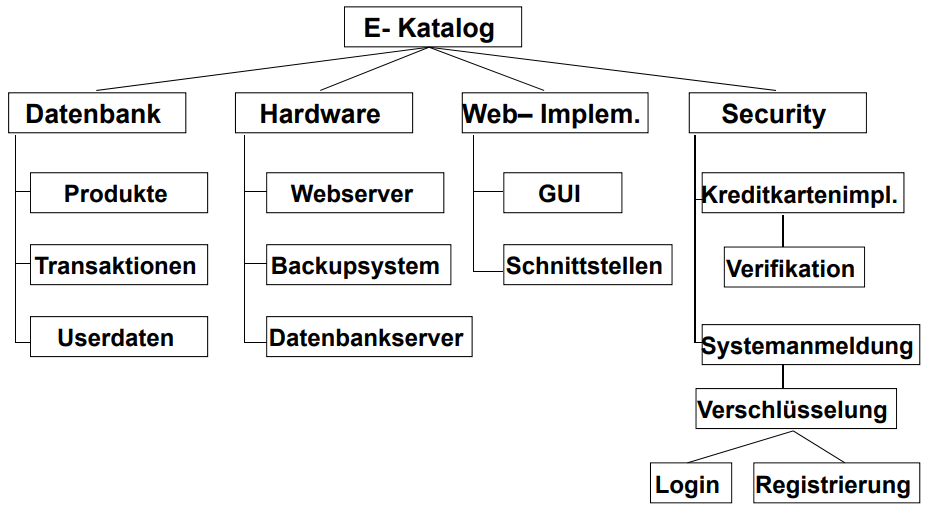 E- Katalog
Datenbank
Hardware
Web– Implem.
Security
Produkte
Webserver
GUI
Kreditkartenimpl.
Transaktionen
Backupsystem
Schnittstellen
Verifikation
Userdaten
Datenbankserver
Systemanmeldung
Verschlüsselung
Login
Registrierung